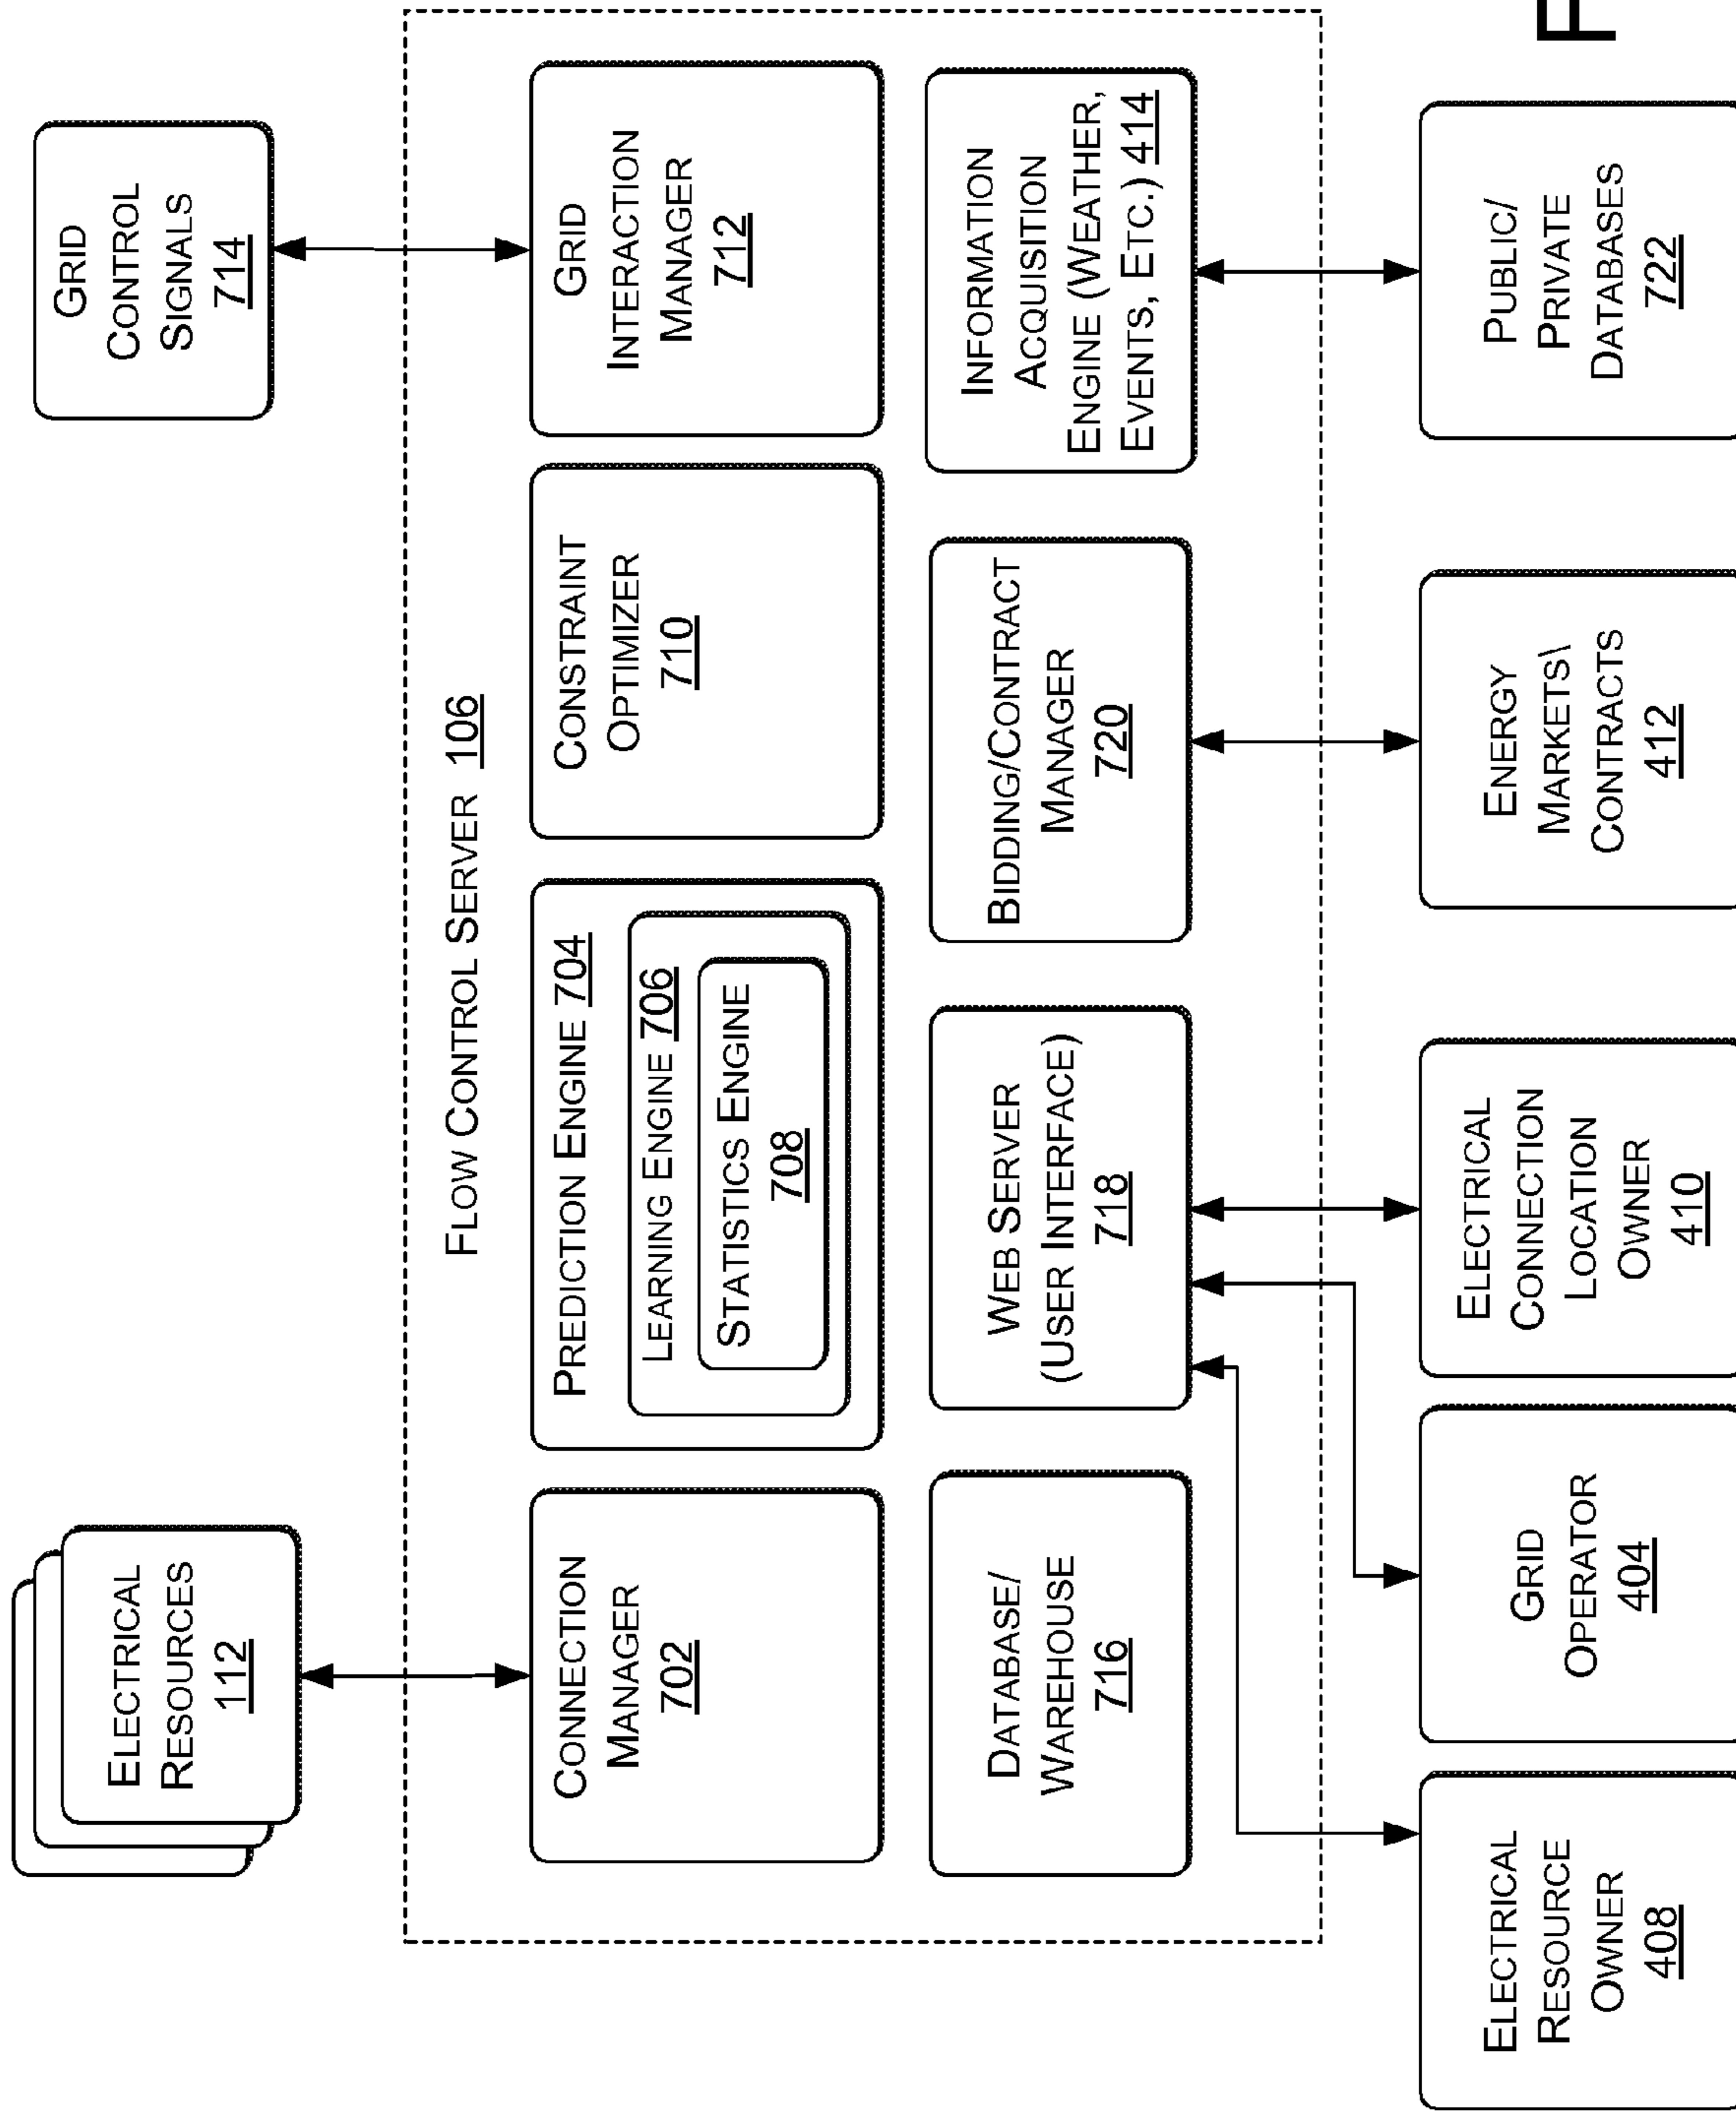 ELECTRICAL
RESOURCES
112
GRID
CONTROL
SIGNALS
714
FLOW CONTROL SERVER 106
CONNECTION
MANAGER
702
PREDICTION ENGINE 704
LEARNING ENGINE 706
STATISTICS ENGINE
708
CONSTRAINT
OPTIMIZER
710
GRID
INTERACTION
MANAGER
712
DATABASE/
WAREHOUSE
716
WEB SERVER
(USER INTERFACE)
718
BIDDING/CONTRACT
MANAGER
720
INFORMATION
ACQUISITION
ENGINE (WEATHER,
EVENTS, ETC.) 414
ELECTRICAL
RESOURCE
OWNER
408
GRID
OPERATOR
404
ELECTRICAL
CONNECTION
LOCATION
OWNER
410
ENERGY
MARKETS\
CONTRACTS
412
PUBLIC/
PRIVATE
DATABASES
722
F